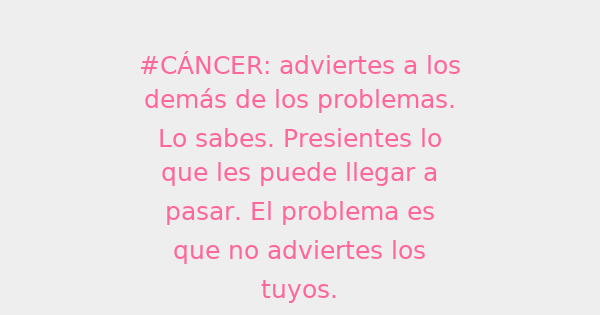 #CÁNCER: adviertes a los
demás de los problemas.
Lo sabes. Presientes lo
que les puede llegar a
pasar. El problema es
que no adviertes los
tuyos.